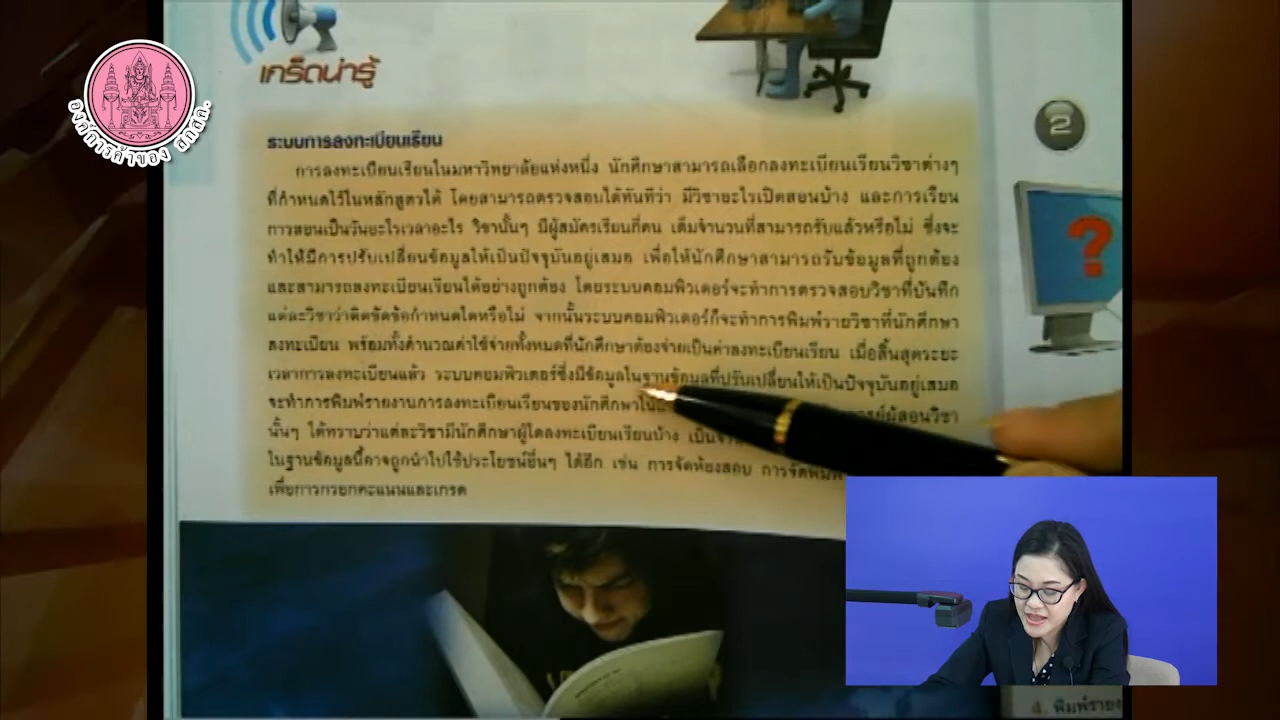 องค์การค้าของ สกสค.
เกร็ดน่ารู้
2
ระบบการลงทะเบียนเรียน
การลงทะเบียนเรียนในมหาวิทยาลัยแห่งหนึ่ง นักศึกษาสามารถเลือกลงทะเบียนเรียนวิชาต่างๆ
ที่กำหนดไว้ในหลักสูตรได้ โดยสามารถตรวจสอบได้ทันทีว่า มีวิชาอะไรเปิดสอนบ้าง และการเรียน
การสอนเป็นวันอะไรเวลาอะไร วิชานั้นๆ มีผู้สมัครเรียนกี่คน เต็มจำนวนที่สามารถรับแล้วหรือไม่ ซึ่งจะ
ทำให้มีการปรับเปลี่ยนข้อมูลให้เป็นปัจจุบันอยู่เสมอ เพื่อให้นักศึกษาสามารถรับข้อมูลที่ถูกต้อง
และสามารถลงทะเบียนเรียนได้อย่างถูกต้อง โดยระบบคอมพิวเตอร์จะทำการตรวจสอบวิชาที่บันทึก
แต่ละวิชาว่าติดขัดข้อกำหนดใดหรือไม่ จากนั้นระบบคอมพิวเตอร์ก็จะทำการพิมพ์รายวิชาที่นักศึกษา
ลงทะเบียน พร้อมทั้งคำนวณค่าใช้จ่ายทั้งหมดที่นักศึกษาต้องจ่ายเป็นค่าลงทะเบียนเรียน เมื่อสิ้นสุดระยะ
เวลาการลงทะเบียนแล้ว ระบบคอมพิวเตอร์ซึ่งมีข้อมูลในฐานข้อมูลที่ปรับเปลี่ยนให้เป็นปัจจุบันอยู่เสมอ
จะทำการพิมพ์รายงานการลงทะเบียนเรียนของนักศึกษาใน ผู้สอนวิชา
นั้นๆ ได้ทราบว่าแต่ละวิชามีนักศึกษาผู้ใดลงทะเบียนเรียนบ้าง
ในฐานข้อมูลนี้อาจถูกนำไปใช้ประโยชน์อื่นๆ ได้อีก เช่น การจัดห้องสอบ การจัดพิมพ์
เพื่อการกรอกคะแนนและเกรด
?
4. พิมพ์ราย